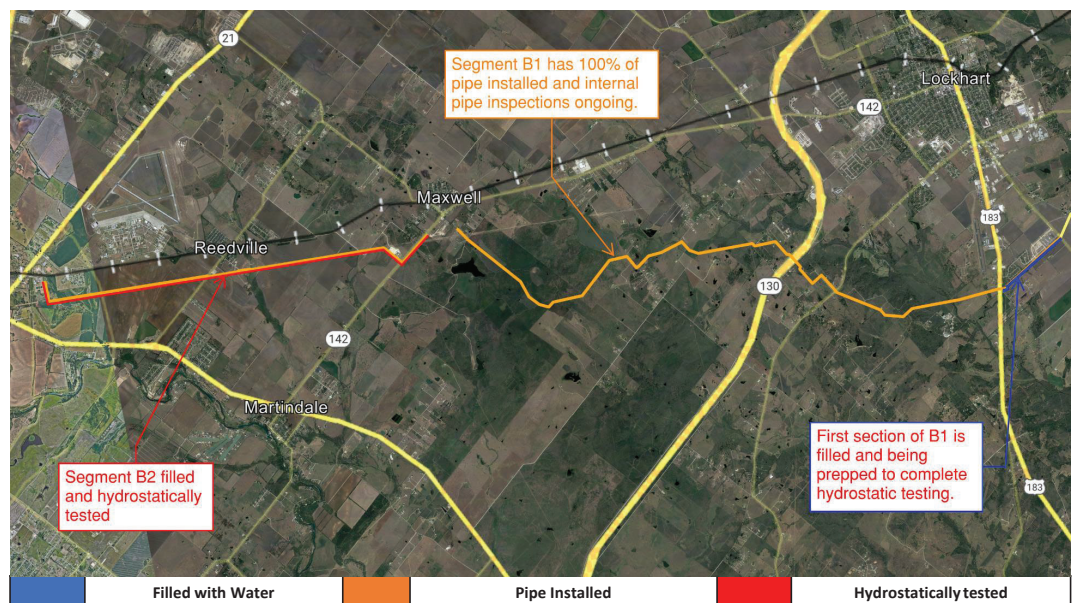 21
Segment B1 has 100% of
pipe installed and internal
pipe inspections ongoing.
Lockhart
142
Maxwell
183
Reedville
130
142
Martindale
First section of B1 is
filled and being
prepped to complete
hydrostatic testing.
Segment B2 filled
and hydrostatically
tested
183
Filled with Water
Pipe Installed
Hydrostatically tested